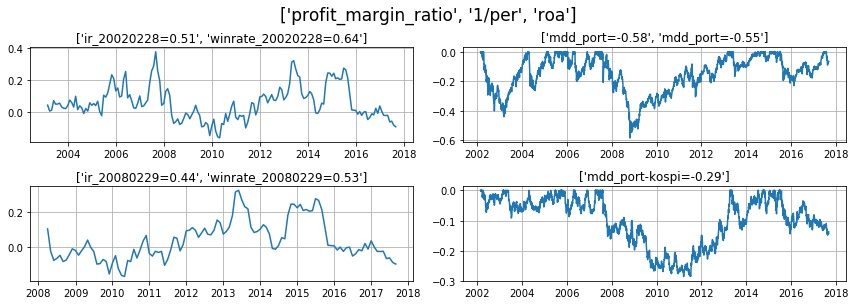 ['profit_margin_ratio', '1/per', 'roa']
['ir_20020228=0.51', 'winrate_20020228=0.64']
0.4
0.2
0.0
2004 2006 2008 2010 2012 2014 2016 2018
['mdd_port=-0.58', 'mdd_port=-0.55']
0.0
−0.2
−0.4
−0.6
2002 2004 2006 2008 2010 2012 2014 2016 2018
['ir_20080229=0.44', 'winrate_20080229=0.53']
0.2
0.0
2008 2009 2010 2011 2012 2013 2014 2015 2016 2017 2018
['mdd_port-kospi=-0.29']
0.0
−0.1
−0.2
−0.3
2002 2004 2006 2008 2010 2012 2014 2016 2018